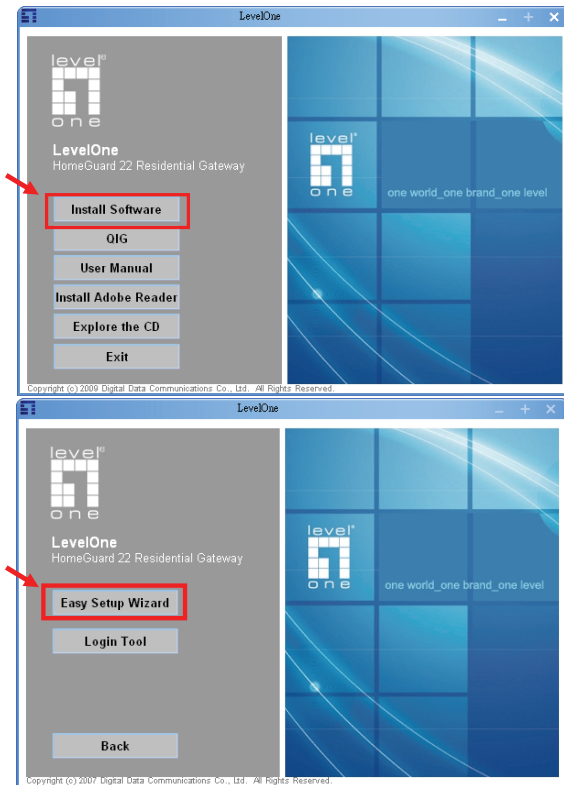 LevelOne
level®
one
LevelOne
HomeGuard 22 Residential Gateway
Install Software
QIG
User Manual
Install Adobe Reader
Explore the CD
Exit
level®
one
one world_one brand_one level
Copyright (c) 2009 Digital Data Communications Co., Ltd. All Rights Reserved.
LevelOne
level®
one
LevelOne
HomeGuard 22 Residential Gateway
Easy Setup Wizard
Login Tool
Back
level®
one
one world_one brand_one level
Copyright (c) 2007 Digital Data Communications Co., Ltd. All Rights Reserved.